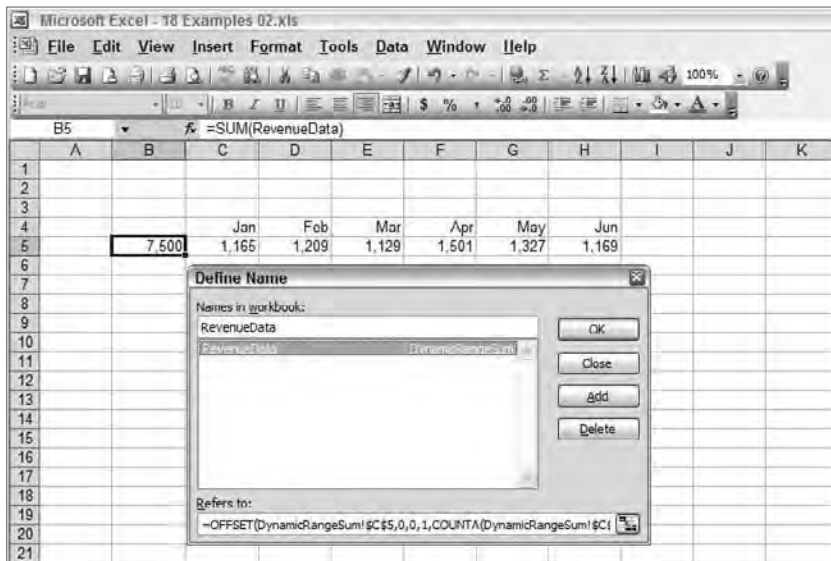 Microsoft Excel - 18 Examples 02.xls
File Edit View Insert Format Tools Data Window Help
100%
B I U $ % ,
B5 fx =SUM(RevenueData)
A B C D E F G H I J K
1
2
3
4 Jan Feb Mar Apr May Jun
5 7,500 1,165 1,209 1,129 1,501 1,327 1,169
6
7 Define Name
8 Names in workbook:
9 RevenueData OK
10 RevenueData DynamicRangeSum
11 Close
12
13 Add
14 Delete
15
16
17
18 Refers to:
19 =OFFSET(DynamicRangeSum!$C$5,0,0,1,COUNTA(DynamicRangeSum!$C
20
21